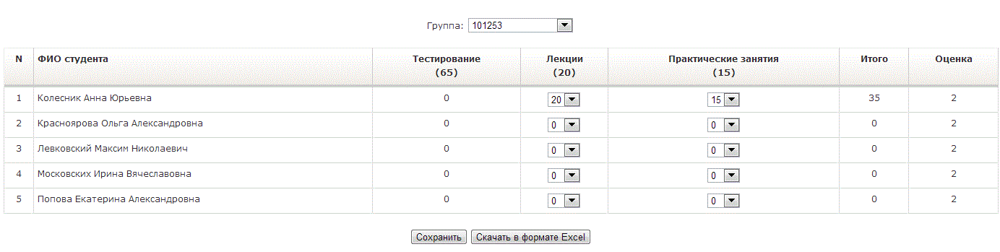 Группа: 101253
N ФИО студента Тестирование (65) Лекции (20) Практические занятия (15) Итого Оценка
1 Колесник Анна Юрьевна 0 20 15 35 2
2 Красноярова Ольга Александровна 0 0 0 0 2
3 Левковский Максим Николаевич 0 0 0 0 2
4 Московских Ирина Вячеславовна 0 0 0 0 2
5 Попова Екатерина Александровна 0 0 0 0 2
Сохранить Скачать в формате Excel